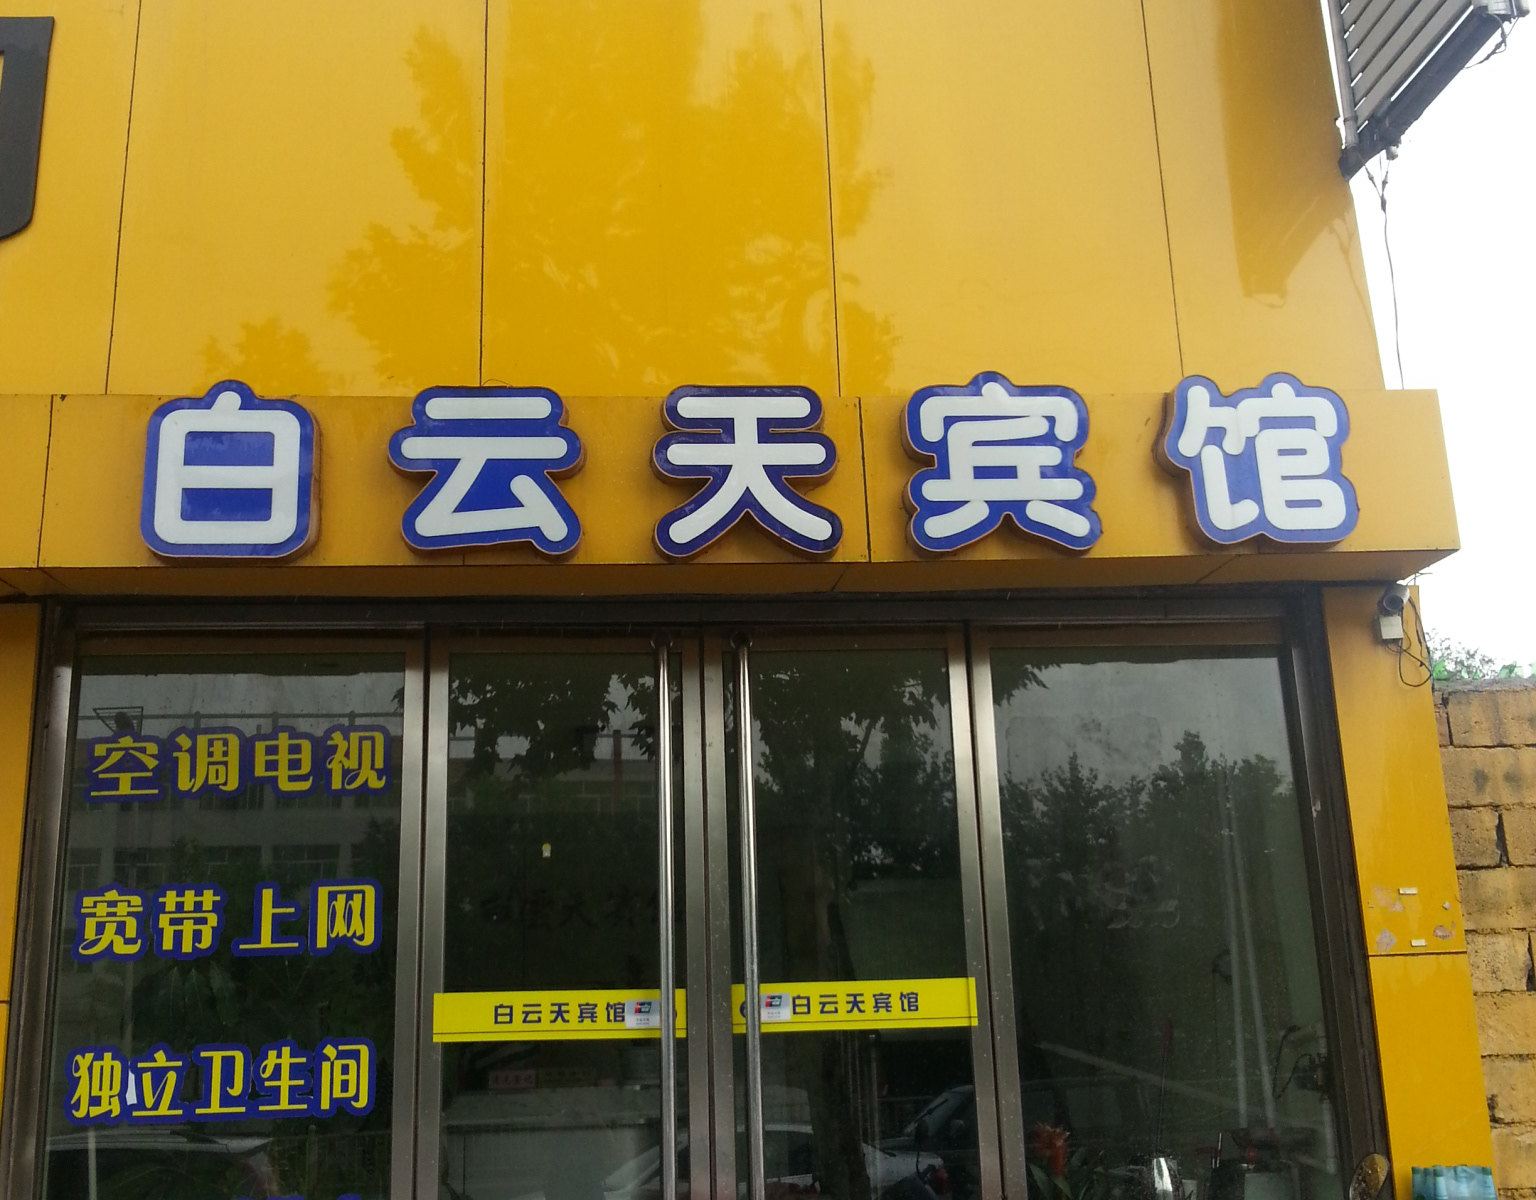 白云天宾馆
空调电视
宽带上网
独立卫生间
白云天宾馆
白云天宾馆